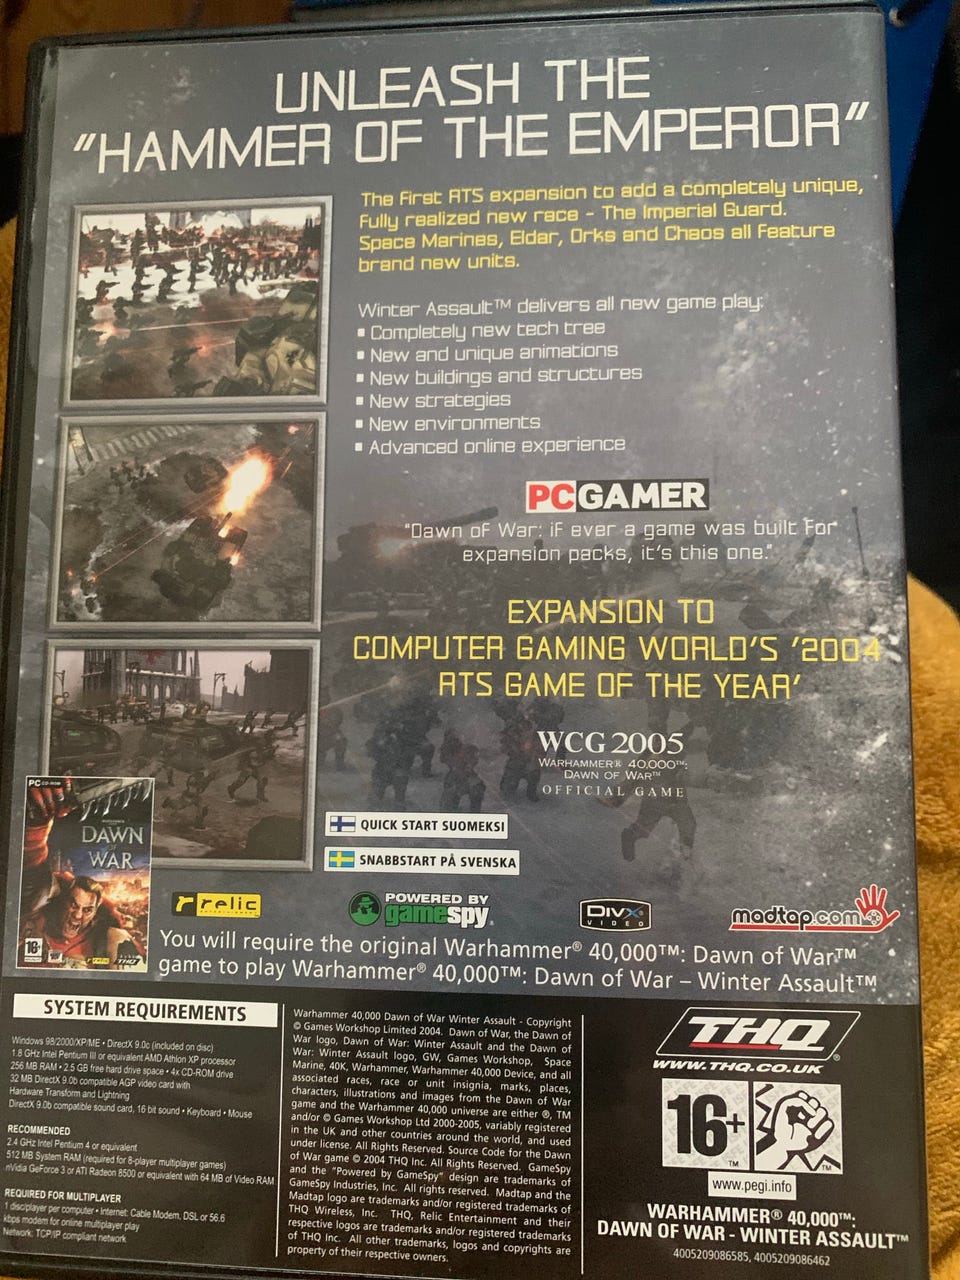 UNLEASH THE
"HAMMER OF THE EMPEROR"
The first RTS expansion to add a completely unique,
fully realized new race - The Imperial Guard.
Space Marines, Eldar, Orks and Chaos all feature
brand new units.
Winter Assault™ delivers all new game play:
▪ Completely new tech tree
▪ New and unique animations
▪ New buildings and structures
▪ New strategies
▪ New environments
▪ Advanced online experience
PC GAMER
"Dawn of War: if ever a game was built for
expansion packs, it's this one."
EXPANSION TO
COMPUTER GAMING WORLD'S '2004
RTS GAME OF THE YEAR'
WCG 2005
WARHAMMER® 40,000™:
DAWN OF WAR™
OFFICIAL GAME
QUICK START SUOMEKSI
SNABBSTART PÅ SVENSKA
PC CD-ROM
DAWN
OF
WAR
16+
relic
THQ
relic
ENTERTAINMENT
POWERED BY
gamespy
DIVX
VIDEO
madtap.com
You will require the original Warhammer® 40,000™: Dawn of War™
game to play Warhammer® 40,000™: Dawn of War – Winter Assault™
SYSTEM REQUIREMENTS
Windows 98/2000/XP/ME • DirectX 9.0c (included on disc)
1.8 GHz Intel Pentium III or equivalent AMD Athlon XP processor
256 MB RAM • 2.5 GB free hard drive space • 4x CD-ROM drive
32 MB DirectX 9.0b compatible AGP video card with
Hardware Transform and Lightning
DirectX 9.0b compatible sound card, 16 bit sound • Keyboard • Mouse
RECOMMENDED
2.4 GHz Intel Pentium 4 or equivalent
512 MB System RAM (required for 8-player multiplayer games)
nVidia GeForce 3 or ATI Radeon 8500 or equivalent with 64 MB of Video RAM
REQUIRED FOR MULTIPLAYER
1 disc/player per computer • Internet: Cable Modem, DSL or 56.6
kbps modem for online multiplayer play
Network: TCP/IP compliant network
Warhammer 40,000 Dawn of War Winter Assault - Copyright
© Games Workshop Limited 2004. Dawn of War, the Dawn of
War logo, Dawn of War: Winter Assault and the Dawn of
War: Winter Assault logo, GW, Games Workshop, Space
Marine, 40K, Warhammer, Warhammer 40,000 Device, and all
associated races, race or unit insignia, marks, places,
characters, illustrations and images from the Dawn of War
game and the Warhammer 40,000 universe are either ®, TM
and/or © Games Workshop Ltd 2000-2005, variably registered
in the UK and other countries around the world, and used
under license. All Rights Reserved. Source Code for the Dawn
of War game © 2004 THQ Inc. All Rights Reserved. GameSpy
and the "Powered by GameSpy" design are trademarks of
GameSpy Industries, Inc. All rights reserved. Madtap and the
Madtap logo are trademarks and/or registered trademarks of
THQ Wireless, Inc. THQ, Relic Entertainment and their
respective logos are trademarks and/or registered trademarks
of THQ Inc. All other trademarks, logos and copyrights are
property of their respective owners.
THQ®
WWW.THQ.CO.UK
16+
TM
TM
www.pegi.info
WARHAMMER® 40,000™:
DAWN OF WAR - WINTER ASSAULT™
4005209086585, 4005209086462